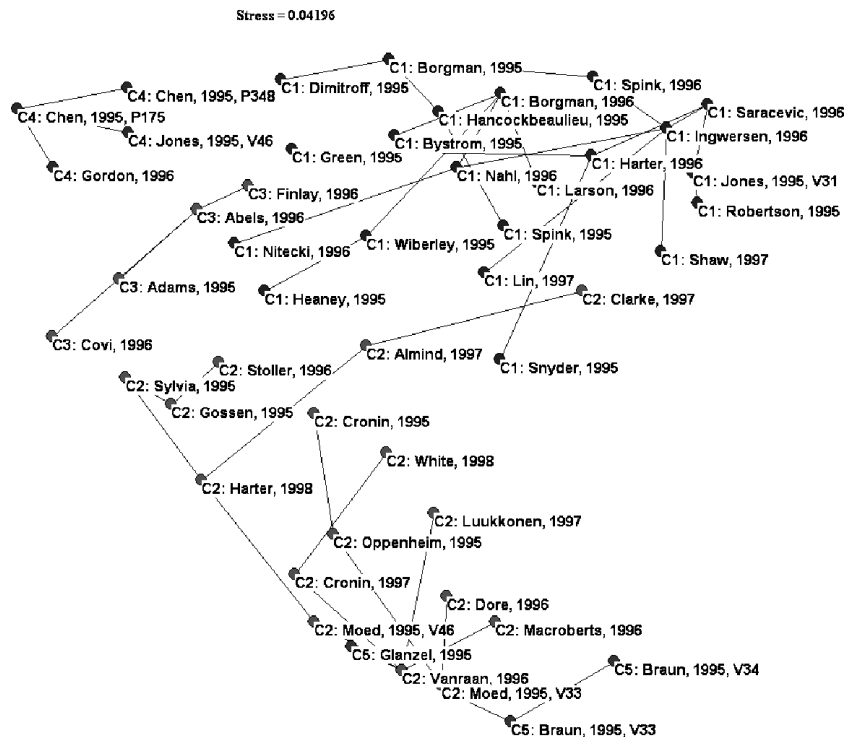 Stress = 0.04196
C1: Borgman, 1995
C4: Chen, 1995, P348
C1: Dimitroff, 1995
C1: Spink, 1996
C4: Chen, 1995, P175
C1: Borgman, 1996
C1: Saracevic, 1996
C1: Hancockbeaulieu, 1995
C4: Jones, 1995, V46
C1: Bystrom, 1995
C1: Ingwersen, 1996
C1: Green, 1995
C1: Harter, 1996
C4: Gordon, 1996
C1: Nahl, 1996
C1: Jones, 1995, V31
C3: Finlay, 1996
C1: Larson, 1996
C3: Abels, 1996
C1: Robertson, 1995
C1: Spink, 1995
C1: Nitecki, 1996
C1: Wiberley, 1995
C1: Shaw, 1997
C3: Adams, 1995
C1: Lin, 1997
C1: Heaney, 1995
C2: Clarke, 1997
C3: Covi, 1996
C2: Almind, 1997
C2: Stoller, 1996
C1: Snyder, 1995
C2: Sylvia, 1995
C2: Gossen, 1995
C2: Cronin, 1995
C2: White, 1998
C2: Harter, 1998
C2: Luukkonen, 1997
C2: Oppenheim, 1995
C2: Cronin, 1997
C2: Dore, 1996
C2: Moed, 1995, V46
C2: Macroberts, 1996
C5: Glanzel, 1995
C5: Braun, 1995, V34
C2: Vanraan, 1996
C2: Moed, 1995, V33
C5: Braun, 1995, V33